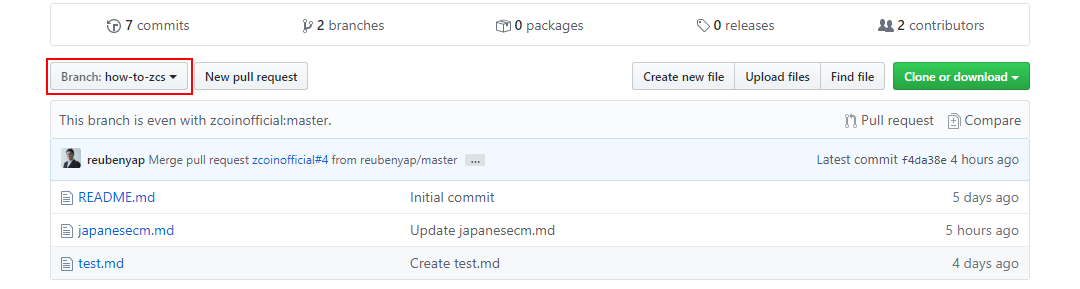 7 commits 2 branches 0 packages 0 releases 2 contributors
Branch: how-to-zcs New pull request Create new file Upload files Find file Clone or download
This branch is even with zcoinofficial:master. Pull request Compare
reubenyap Merge pull request zcoinofficial#4 from reubenyap/master ... Latest commit f4da38e 4 hours ago
README.md Initial commit 5 days ago
japanesecm.md Update japanesecm.md 5 hours ago
test.md Create test.md 4 days ago